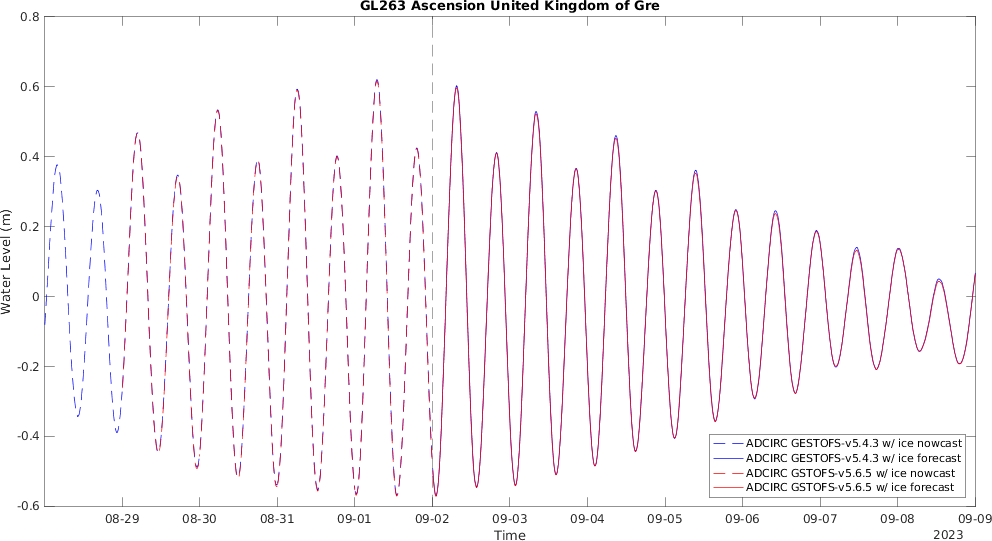 GL263 Ascension United Kingdom of Gre
0.8
0.6
0.4
0.2
0
-0.2
-0.4
-0.6
Water Level (m)
ADCIRC GESTOFS-v5.4.3 w/ ice nowcast
ADCIRC GESTOFS-v5.4.3 w/ ice forecast
ADCIRC GSTOFS-v5.6.5 w/ ice nowcast
ADCIRC GSTOFS-v5.6.5 w/ ice forecast
08-29 08-30 08-31 09-01 09-02 09-03 09-04 09-05 09-06 09-07 09-08 09-09
Time
2023